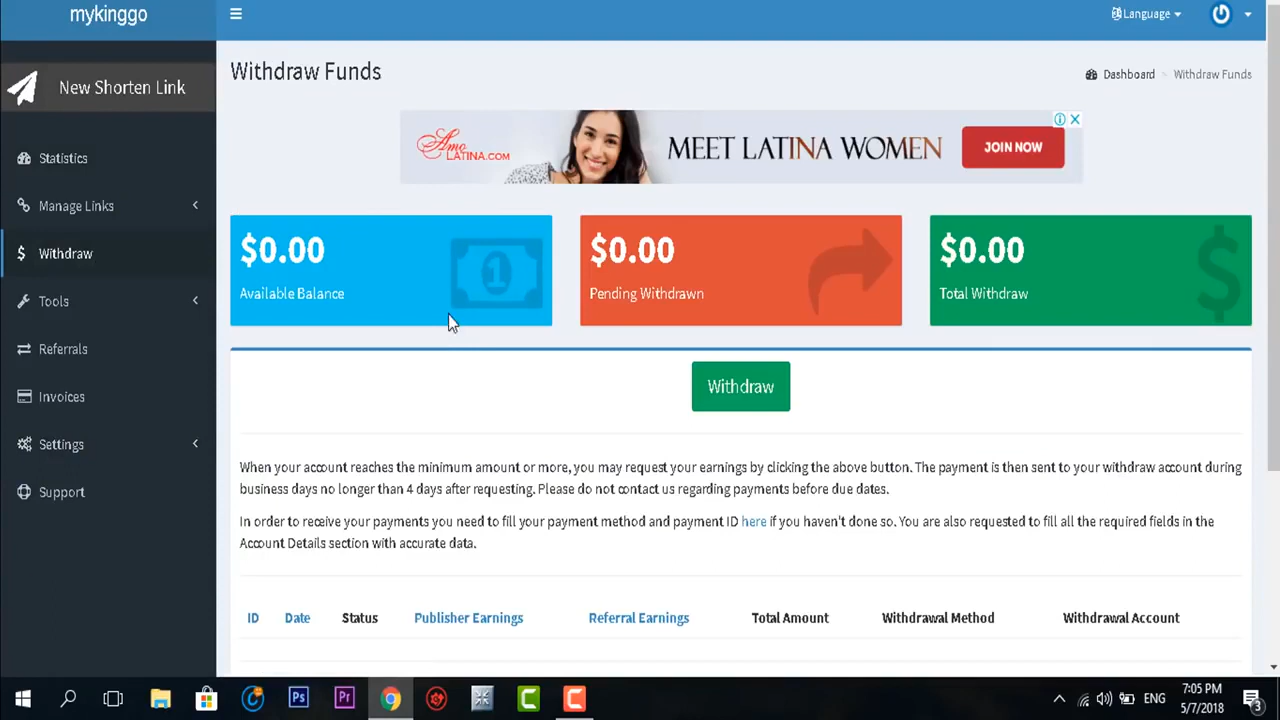 mykinggo
Language
New Shorten Link
Withdraw Funds
Dashboard
Withdraw Funds
Amo
LATINA.COM
MEET LATINA WOMEN
JOIN NOW
Statistics
Manage Links
Withdraw
Tools
Referrals
Invoices
Settings
Support
$0.00
Available Balance
$0.00
Pending Withdrawn
$0.00
Total Withdraw
Withdraw
When your account reaches the minimum amount or more, you may request your earnings by clicking the above button. The payment is then sent to your withdraw account during
business days no longer than 4 days after requesting. Please do not contact us regarding payments before due dates.
In order to receive your payments you need to fill your payment method and payment ID here if you haven't done so. You are also requested to fill all the required fields in the
Account Details section with accurate data.
ID Date Status Publisher Earnings Referral Earnings Total Amount Withdrawal Method Withdrawal Account
Ps
Pr
ENG
7:05 PM
5/7/2018
3